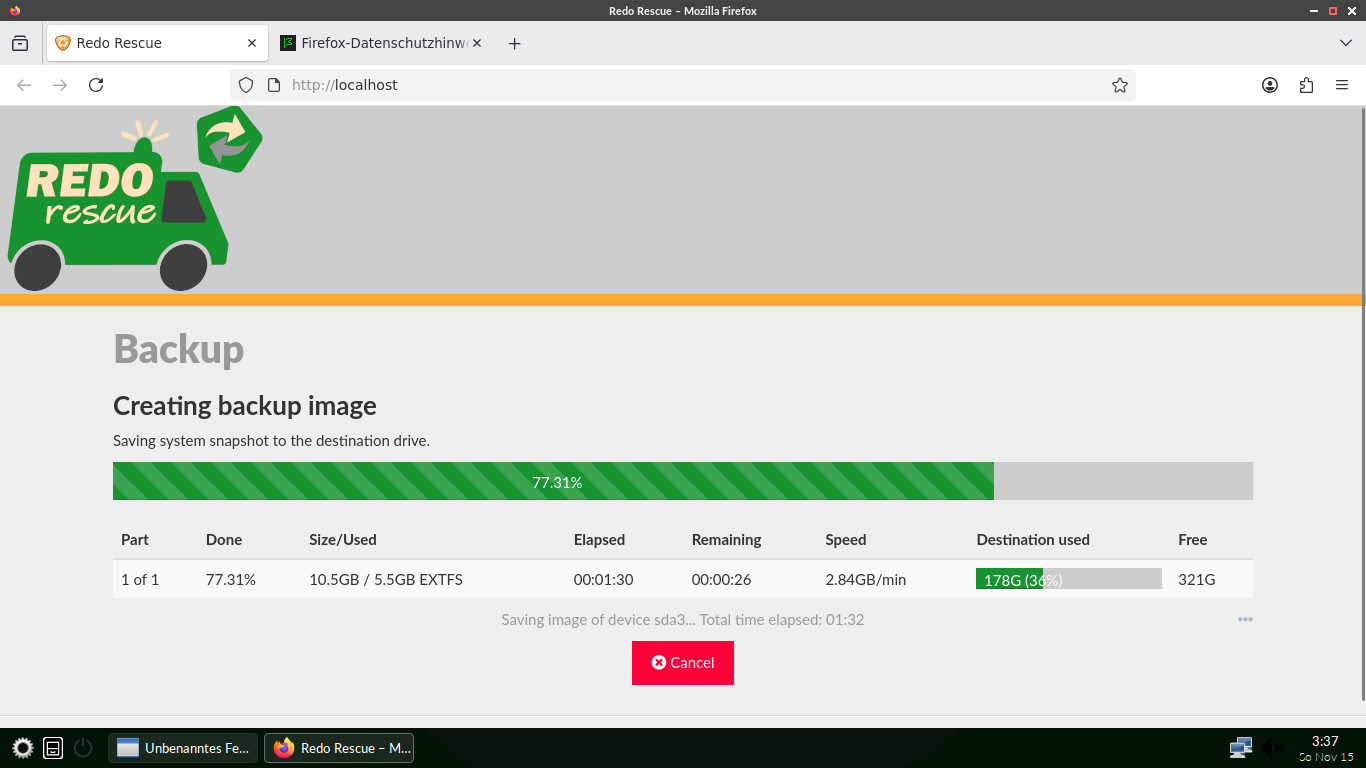 Redo Rescue – Mozilla Firefox
Redo Rescue
Firefox-Datenschutzhinw
http://localhost
REDO
rescue
Backup
Creating backup image
Saving system snapshot to the destination drive.
77.31%
Part Done Size/Used Elapsed Remaining Speed Destination used Free
1 of 1 77.31% 10.5GB / 5.5GB EXTFS 00:01:30 00:00:26 2.84GB/min 178G (36%) 321G
Saving image of device sda3... Total time elapsed: 01:32
Cancel
Unbenanntes Fe...
Redo Rescue – M...
3:37
So Nov 15